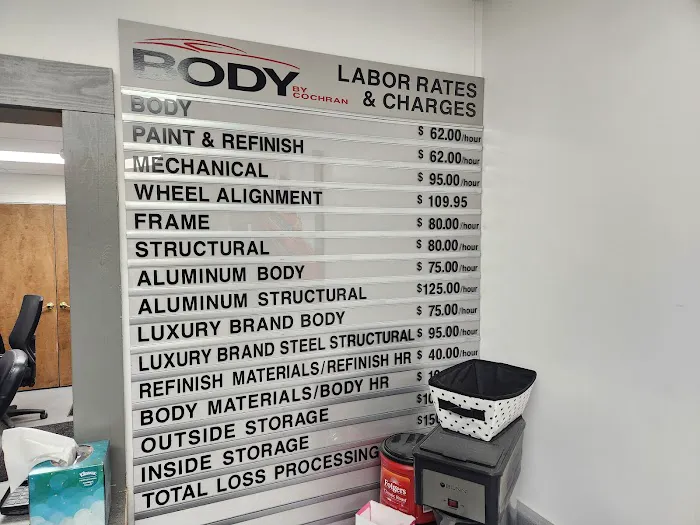 BODY BY COCHRAN
LABOR RATES & CHARGES
BODY $ 62.00/hour
PAINT & REFINISH $ 62.00/hour
MECHANICAL $ 95.00/hour
WHEEL ALIGNMENT $ 109.95
FRAME $ 80.00/hour
STRUCTURAL $ 80.00/hour
ALUMINUM BODY $ 75.00/hour
ALUMINUM STRUCTURAL $125.00/hour
LUXURY BRAND BODY $ 75.00/hour
LUXURY BRAND STEEL STRUCTURAL $ 95.00/hour
REFINISH MATERIALS/REFINISH HR $ 40.00/hour
BODY MATERIALS/BODY HR $
OUTSIDE STORAGE
INSIDE STORAGE
TOTAL LOSS PROCESSING
Folgers
Kleenex